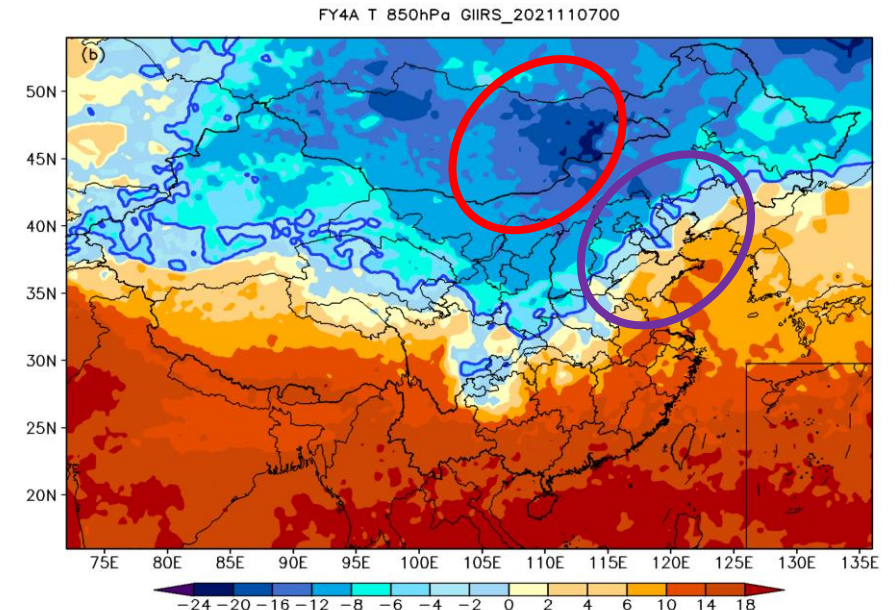 FY4A T 850hPa GIIRS_2021110700
(b)
50N
45N
40N
35N
30N
25N
20N
75E 80E 85E 90E 95E 100E 105E 110E 115E 120E 125E 130E 135E
-24 -20 -16 -12 -8 -6 -4 -2 0 2 4 6 10 14 18